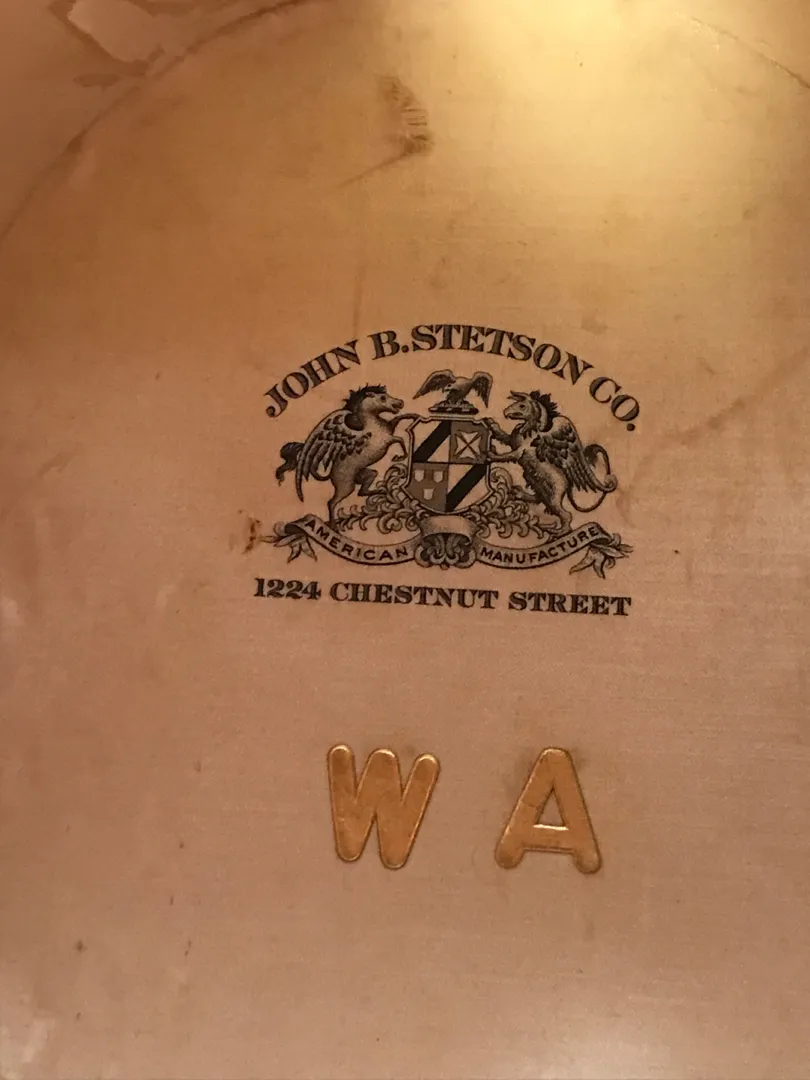 JOHN B. STETSON CO.
AMERICAN MANUFACTURE
1224 CHESTNUT STREET
W A